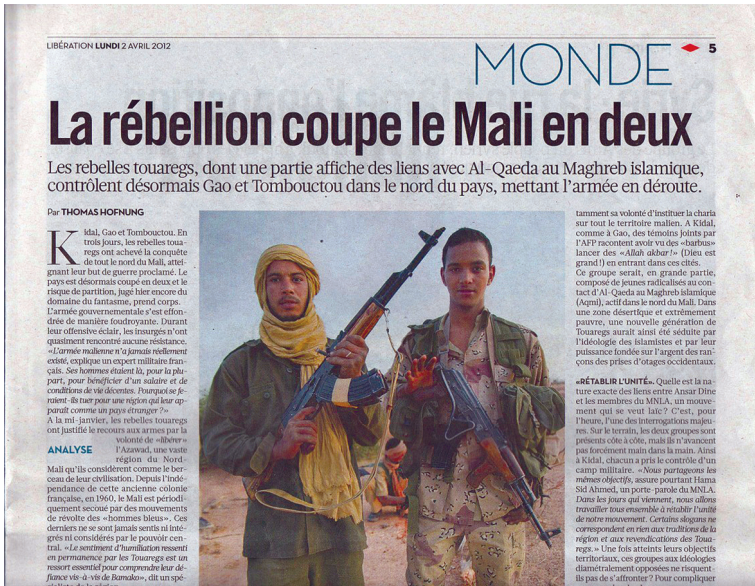 LIBÉRATION LUNDI 2 AVRIL 2012
MONDE
5
La rébellion coupe le Mali en deux
Les rebelles touaregs, dont une partie affiche des liens avec Al-Qaeda au Maghreb islamique,
contrôlent désormais Gao et Tombouctou dans le nord du pays, mettant l’armée en déroute.
Par THOMAS HOFNUNG
Kidal, Gao et Tombouctou. En
trois jours, les rebelles toua-
regs ont achevé la conquête
de tout le nord du Mali, attei-
gnant leur but de guerre proclamé. Le
pays est désormais coupé en deux et le
risque de partition, jugé hier encore du
domaine du fantasme, prend corps.
L’armée gouvernementale s’est effon-
drée de manière foudroyante. Durant
leur offensive éclair, les insurgés n’ont
quasiment rencontré aucune résistance.
«L’armée malienne n’a jamais réellement
existé, explique un expert militaire fran-
çais. Ses hommes étaient là, pour la plu-
part, pour bénéficier d’un salaire et de
conditions de vie décentes. Pourquoi se fe-
raient-ils tuer pour une région qui leur ap-
paraît comme un pays étranger?»
A la mi-janvier, les rebelles touaregs
ont justifié le recours aux armes par la
volonté de «libérer»
ANALYSE
l’Azawad, une vaste
région du Nord-
Mali qu’ils considèrent comme le ber-
ceau de leur civilisation. Depuis l’indé-
pendance de cette ancienne colonie
française, en 1960, le Mali est périodi-
quement secoué par des mouvements
de révolte des «hommes bleus». Ces
derniers ne se sont jamais sentis ni inté-
grés ni considérés par le pouvoir cen-
tral. «Le sentiment d’humiliation ressenti
en permanence par les Touaregs est un
ressort essentiel pour comprendre leur dé-
fiance vis-à-vis de Bamako», dit un spé-
tamment sa volonté d’instituer la charia
sur tout le territoire malien. A Kidal,
comme à Gao, des témoins joints par
l’AFP racontent avoir vu des «barbus»
lancer des «Allah akbar!» (Dieu est
grand!) en entrant dans ces cités.
Ce groupe serait, en grande partie,
composé de jeunes radicalisés au con-
tact d’Al-Qaeda au Maghreb islamique
(Aqmi), actif dans le nord du Mali. Dans
une zone désertique et extrêmement
pauvre, une nouvelle génération de
Touaregs aurait ainsi été séduite par
l’idéologie des islamistes et par leur
puissance fondée sur l’argent des ran-
çons des prises d’otages occidentaux.
«RÉTABLIR L’UNITÉ». Quelle est la na-
ture exacte des liens entre Ansar Dine
et les membres du MNLA, un mouve-
ment qui se veut laïc? C’est, pour
l’heure, l’une des interrogations majeu-
res. Sur le terrain, les deux groupes sont
présents côte à côte, mais ils n’avancent
pas forcément main dans la main. Ainsi
à Kidal, chacun a pris le contrôle d’un
camp militaire. «Nous partageons les
mêmes objectifs, assure pourtant Hama
Sid Ahmed, un porte-parole du MNLA.
Dans les jours qui viennent, nous allons
travailler tous ensemble à rétablir l’unité
de notre mouvement. Certains slogans ne
correspondent en rien aux traditions de la
région et aux revendications des Toua-
regs.» Une fois atteints leurs objectifs
territoriaux, ces groupes aux idéologies
diamétralement opposées ne risquent-
ils pas de s’affronter? Pour compliquer